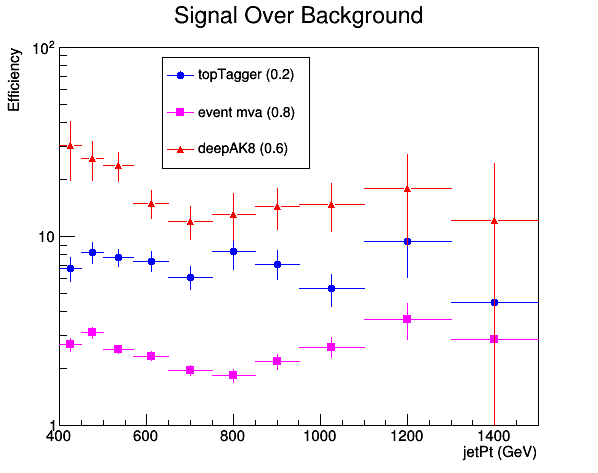 Signal Over Background
Efficiency
10²
topTagger (0.2)
event mva (0.8)
deepAK8 (0.6)
10
1
400 600 800 1000 1200 1400
jetPt (GeV)